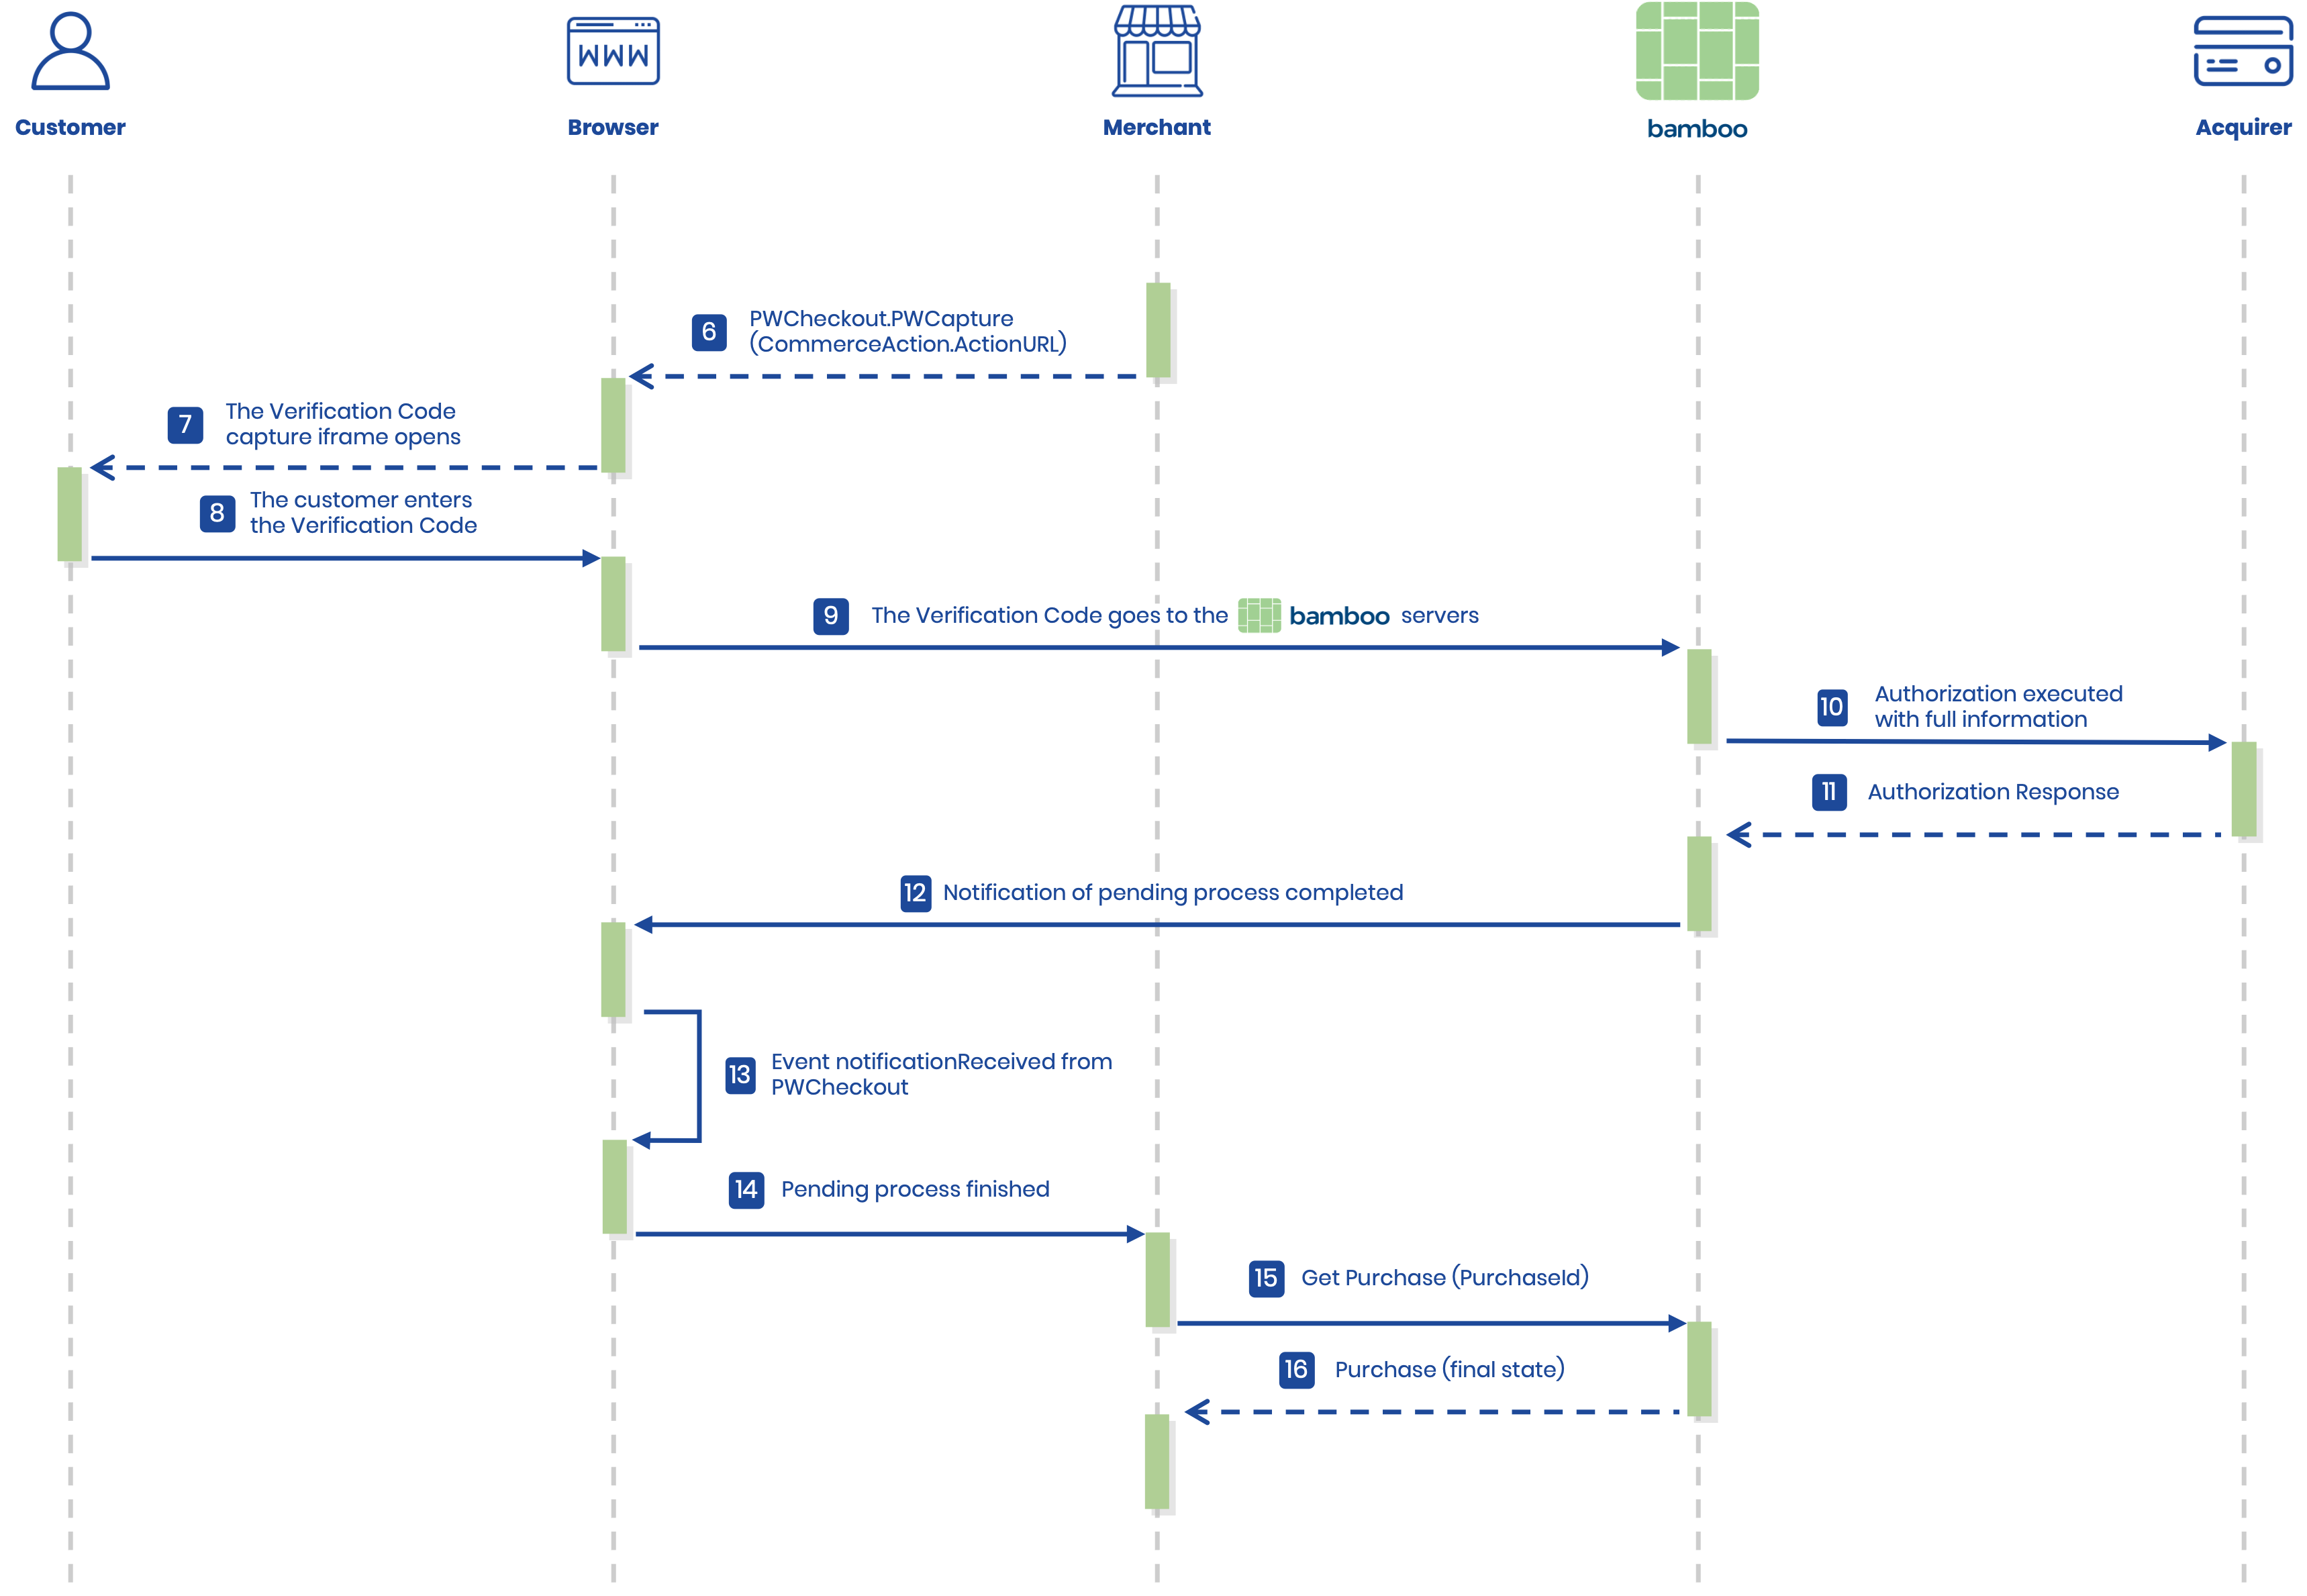 WWW
Customer
Browser
Merchant
bamboo
Acquirer
6
PWCheckout.PWCapture
(CommerceAction.ActionURL)
7
The Verification Code
capture iframe opens
8
The customer enters
the Verification Code
9 The Verification Code goes to the bamboo servers
10
Authorization executed
with full information
11 Authorization Response
12 Notification of pending process completed
13
Event notificationReceived from
PWCheckout
14 Pending process finished
15 Get Purchase (PurchaseId)
16 Purchase (final state)